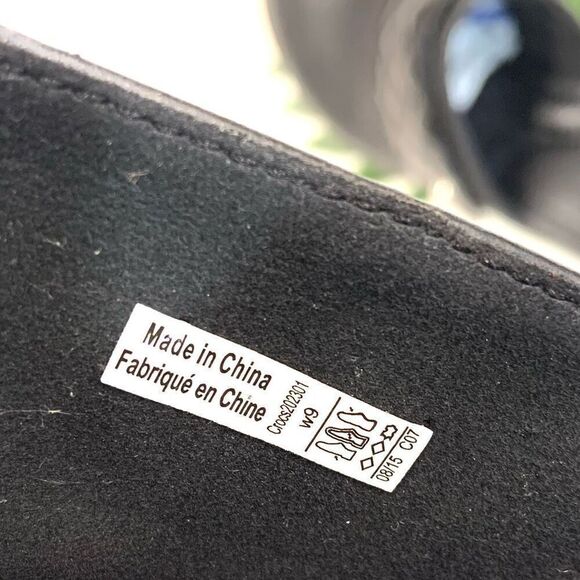 Made in China
Fabriqué en Chine
Crocs202301
w9
08/15 C07